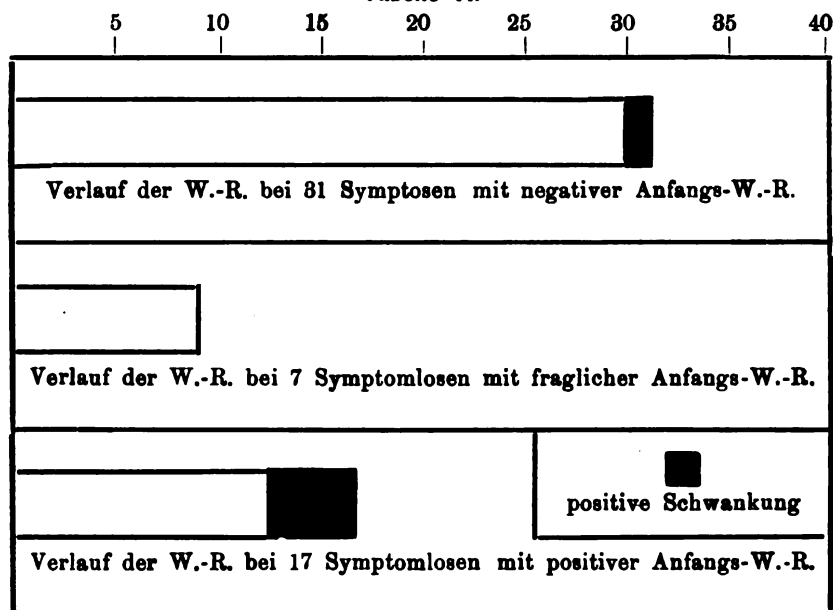 5 10 15 20 25 30 35 40
Verlauf der W.-R. bei 31 Symptosen mit negativer Anfangs-W.-R.
Verlauf der W.-R. bei 7 Symptomlosen mit fraglicher Anfangs-W.-R.
positive Schwankung
Verlauf der W.-R. bei 17 Symptomlosen mit positiver Anfangs-W.-R.